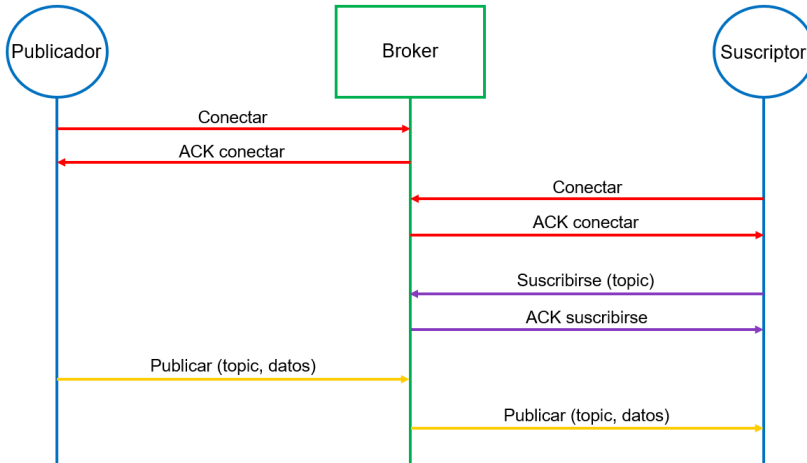 Publicador
Broker
Suscriptor
Conectar
ACK conectar
Conectar
ACK conectar
Suscribirse (topic)
ACK suscribirse
Publicar (topic, datos)
Publicar (topic, datos)